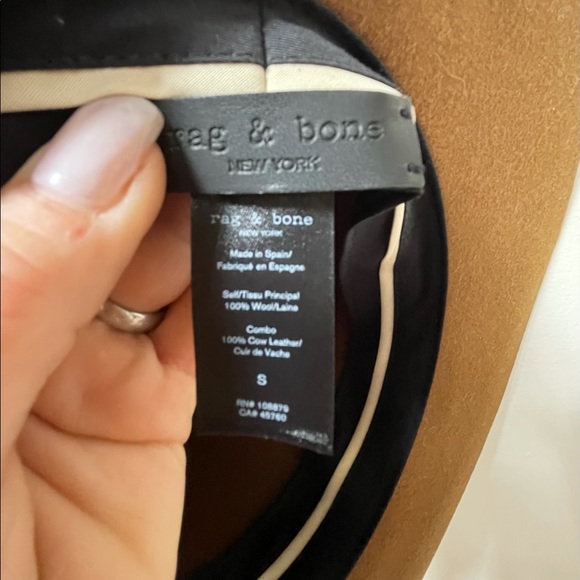 rag & bone
NEW YORK
rag & bone
NEW YORK
Made in Spain/
Fabriqué en Espagne
Self/Tissu Principal
100% Wool/Laine
Combo
100% Cow Leather/
Cuir de Vache
S
RN# 108879
CA# 45760